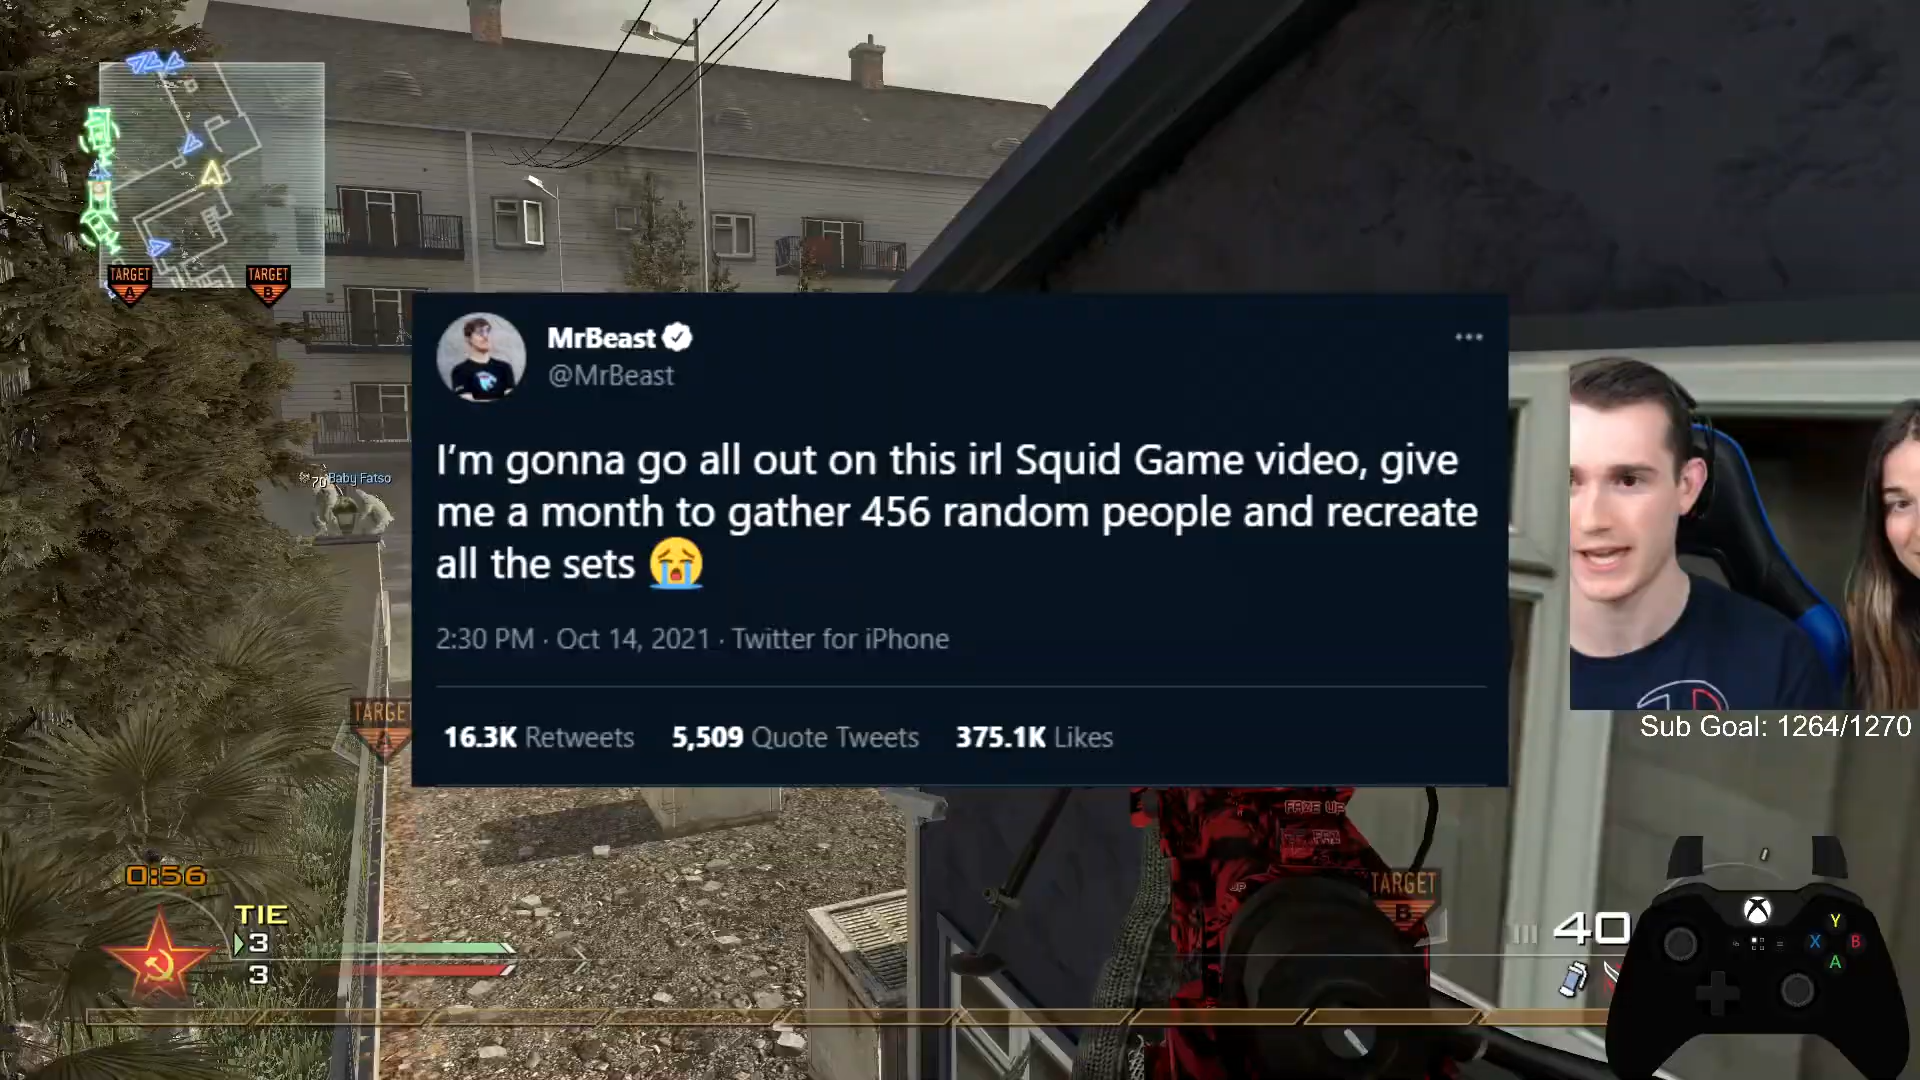 TARGET
A
TARGET
B
MrBeast
@MrBeast
I’m gonna go all out on this irl Squid Game video, give
me a month to gather 456 random people and recreate
all the sets 😭
2:30 PM · Oct 14, 2021 · Twitter for iPhone
16.3K Retweets 5,509 Quote Tweets 375.1K Likes
Baby Fatso
70
TARGET
A
Sub Goal: 1264/1270
FAZE UP
TARGET
B
0:56
TIE
3
3
40
Y
X
B
A